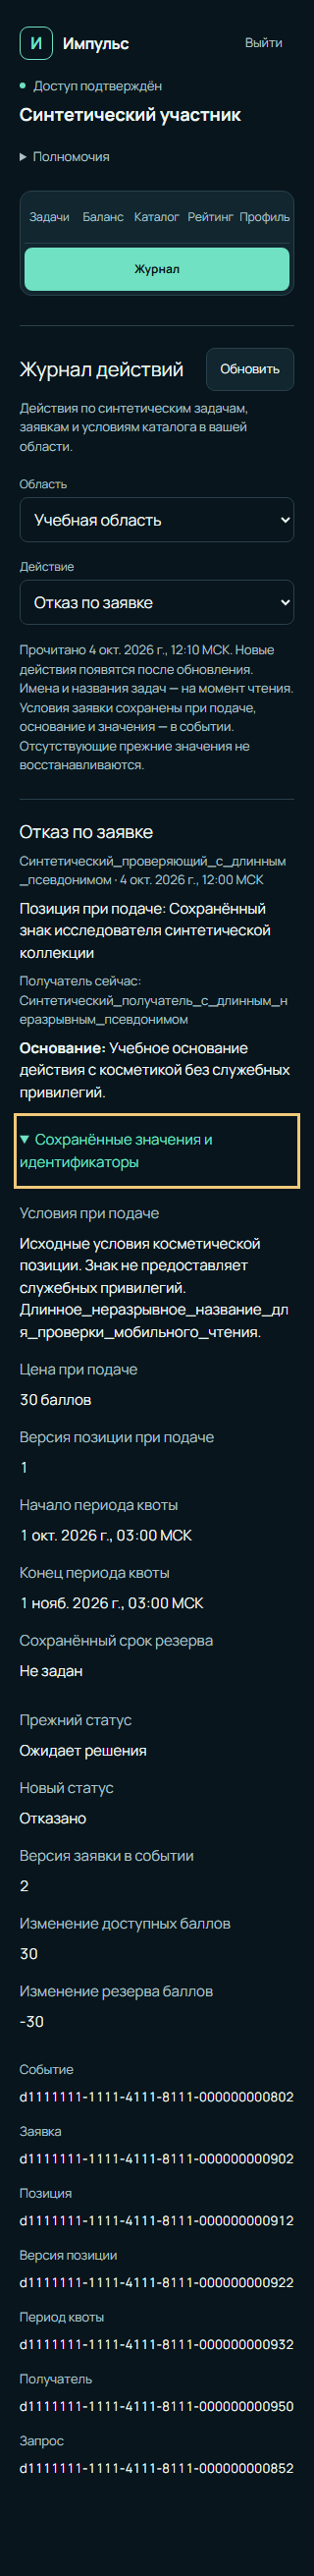 И Импульс Выйти
Доступ подтверждён
Синтетический участник
Полномочия
Задачи Баланс Каталог Рейтинг Профиль
Журнал
Журнал действий Обновить
Действия по синтетическим задачам,
заявкам и условиям каталога в вашей
области.
Область
Учебная область
Действие
Отказ по заявке
Прочитано 4 окт. 2026 г., 12:10 МСК. Новые
действия появятся после обновления.
Имена и названия задач — на момент чтения.
Условия заявки сохранены при подаче,
основание и значения — в событии.
Отсутствующие прежние значения не
восстанавливаются.
Отказ по заявке
Синтетический_проверяющий_с_длинным
_псевдонимом · 4 окт. 2026 г., 12:00 МСК
Позиция при подаче: Сохранённый
знак исследователя синтетической
коллекции
Получатель сейчас:
Синтетический_получатель_с_длинным_н
еразрывным_псевдонимом
Основание: Учебное основание
действия с косметикой без служебных
привилегий.
Сохранённые значения и
идентификаторы
Условия при подаче
Исходные условия косметической
позиции. Знак не предоставляет
служебных привилегий.
Длинное_неразрывное_название_дл
я_проверки_мобильного_чтения.
Цена при подаче
30 баллов
Версия позиции при подаче
1
Начало периода квоты
1 окт. 2026 г., 03:00 МСК
Конец периода квоты
1 нояб. 2026 г., 03:00 МСК
Сохранённый срок резерва
Не задан
Прежний статус
Ожидает решения
Новый статус
Отказано
Версия заявки в событии
2
Изменение доступных баллов
30
Изменение резерва баллов
-30
Событие
d1111111-1111-4111-8111-000000000802
Заявка
d1111111-1111-4111-8111-000000000902
Позиция
d1111111-1111-4111-8111-000000000912
Версия позиции
d1111111-1111-4111-8111-000000000922
Период квоты
d1111111-1111-4111-8111-000000000932
Получатель
d1111111-1111-4111-8111-000000000950
Запрос
d1111111-1111-4111-8111-000000000852